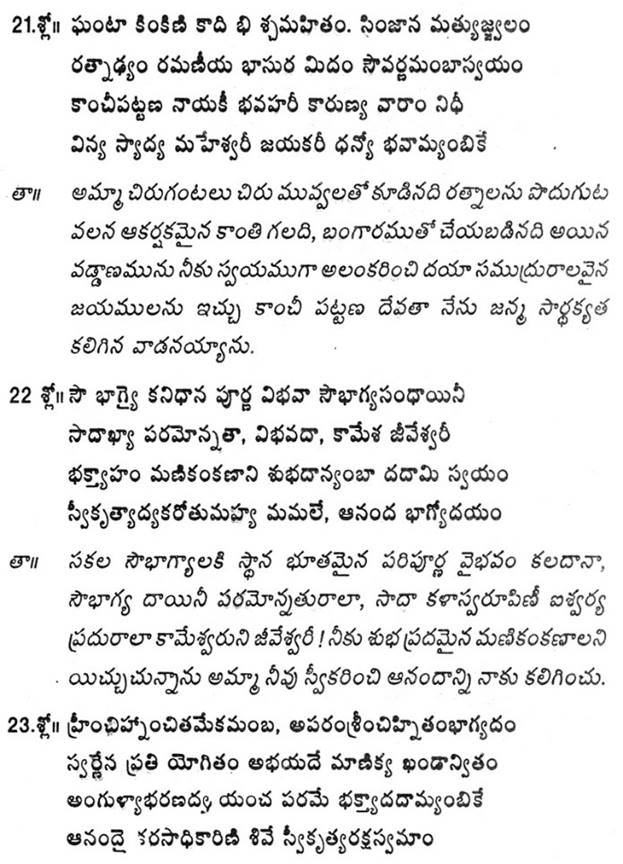 21.శ్లో॥ ఘంటా కింకిణి కాది భి శ్చమహితం. సింజాన మత్యుజ్జ్వలం
రత్నాఢ్యం రమణీయ భాసుర మిదం సౌవర్ణమంబాస్వయం
కాంచీపట్టణ నాయకీ భవహరీ కారుణ్య వారాం నిధీ
విన్య స్యాద్య మహేశ్వరీ జయకరీ ధన్యో భవామ్యంబికే
తా॥ అమ్మా చిరుగంటలు చిరు మువ్వలతో కూడినది రత్నాలను పొదుగుట
వలన ఆకర్షకమైన కాంతి గలది, బంగారముతో చేయబడినది అయిన
వడ్డాణమును నీకు స్వయముగా అలంకరించి దయా సముద్రురాలవైన
జయములను ఇచ్చు కాంచీ పట్టణ దేవతా నేను జన్మ సార్థక్యత
కలిగిన వాడనయ్యాను.
22 శ్లో॥ సౌ భాగ్యై కనిధాన పూర్ణ విభవా సౌభాగ్యసంధాయినీ
సాదాఖ్యా పరమోన్నతా, విభవదా, కామేశ జీవేశ్వరీ
భక్త్యాహం మణికంకణాని శుభదాన్యంబా దదామి స్వయం
స్వీకృత్యాద్యకరోతుమహ్య మమలే, ఆనంద భాగ్యోదయం
తా॥ సకల సౌభాగ్యాలకి స్థాన భూతమైన పరిపూర్ణ వైభవం కలదానా,
సౌభాగ్య దాయినీ వరమోన్నతురాలా, సాదా కళాస్వరూపిణీ ఐశ్వర్య
ప్రదురాలా కామేశ్వరుని జీవేశ్వరీ! నీకు శుభ ప్రదమైన మణికంకణాలని
యిచ్చుచున్నాను అమ్మా నీవు స్వీకరించి ఆనందాన్ని నాకు కలిగించు.
23.శ్లో॥ హ్రీంచిహ్నాంచితమేకమంబ, అపరంశ్రీంచిహ్నితంభాగ్యదం
స్వర్ణేన ప్రతి యోగితం అభయదే మాణిక్య ఖండాన్వితం
అంగుళ్యాభరణద్వ యంచ పరమే భక్త్యాదదామ్యంబికే
ఆనందై కరసాధికారిణి శివే స్వీకృత్యరక్షస్వమాం